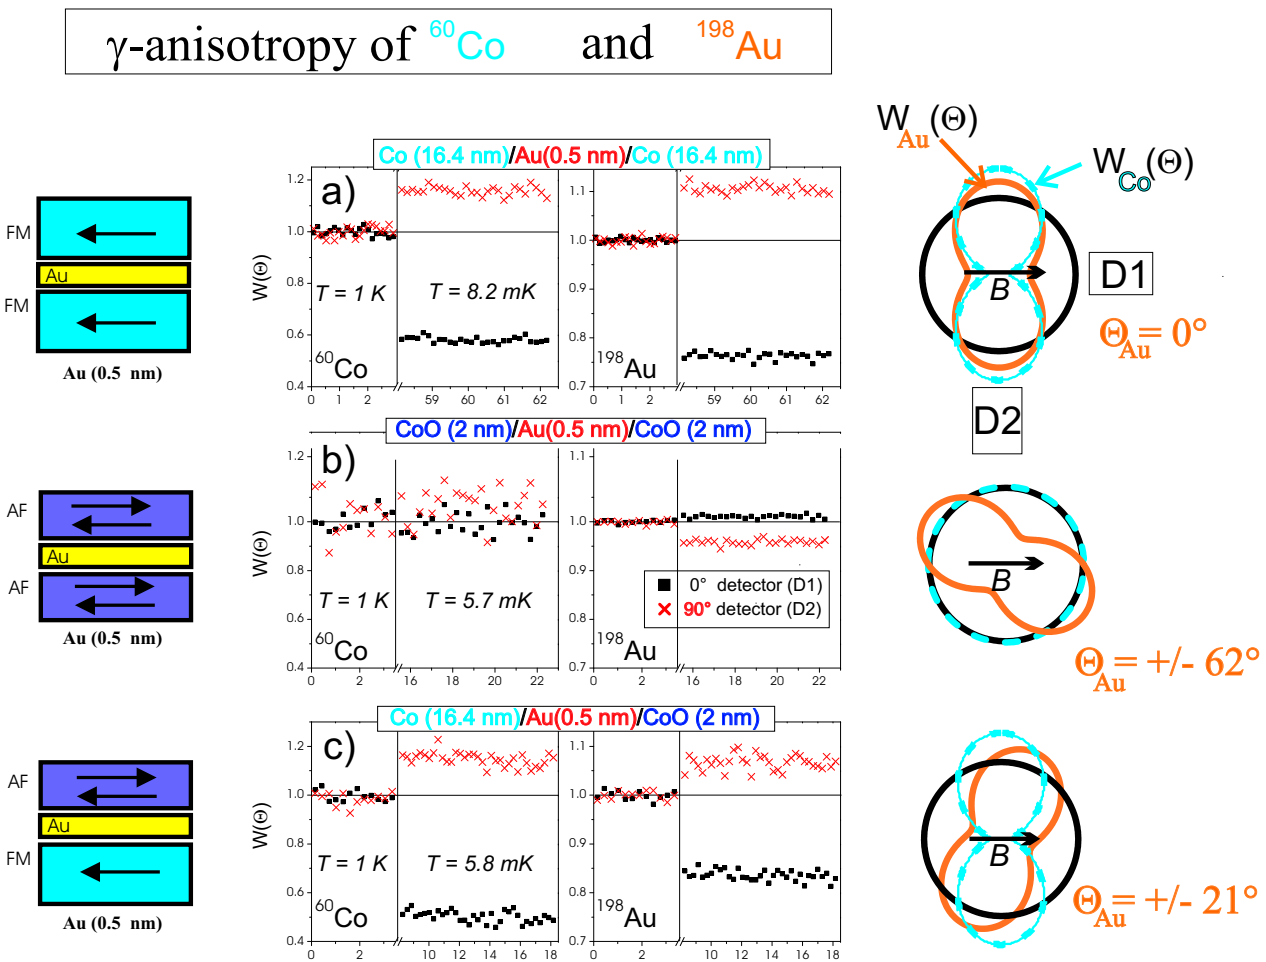 γ-anisotropy of ⁶⁰Co and ¹⁹⁸Au
Co (16.4 nm)/Au(0.5 nm)/Co (16.4 nm)
FM
Au
FM
Au (0.5 nm)
W(Θ)
1.2
1.0
0.8
0.6
0.4
a)
T = 1 K
T = 8.2 mK
⁶⁰Co
0 1 2 59 60 61 62
1.1
1.0
0.9
0.8
0.7
¹⁹⁸Au
0 1 2 59 60 61 62
W_Au(Θ)
W_Co(Θ)
B
D1
Θ_Au = 0°
D2
CoO (2 nm)/Au(0.5 nm)/CoO (2 nm)
AF
Au
AF
Au (0.5 nm)
W(Θ)
1.2
1.0
0.8
0.6
0.4
b)
T = 1 K
T = 5.7 mK
⁶⁰Co
0 2 4 16 18 20 22
1.1
1.0
0.9
0.8
0.7
0° detector (D1)
90° detector (D2)
¹⁹⁸Au
0 2 4 16 18 20 22
B
Θ_Au = +/- 62°
Co (16.4 nm)/Au(0.5 nm)/CoO (2 nm)
AF
Au
FM
Au (0.5 nm)
W(Θ)
1.2
1.0
0.8
0.6
0.4
c)
T = 1 K
T = 5.8 mK
⁶⁰Co
0 2 10 12 14 16 18
1.1
1.0
0.9
0.8
0.7
¹⁹⁸Au
0 2 10 12 14 16 18
B
Θ_Au = +/- 21°